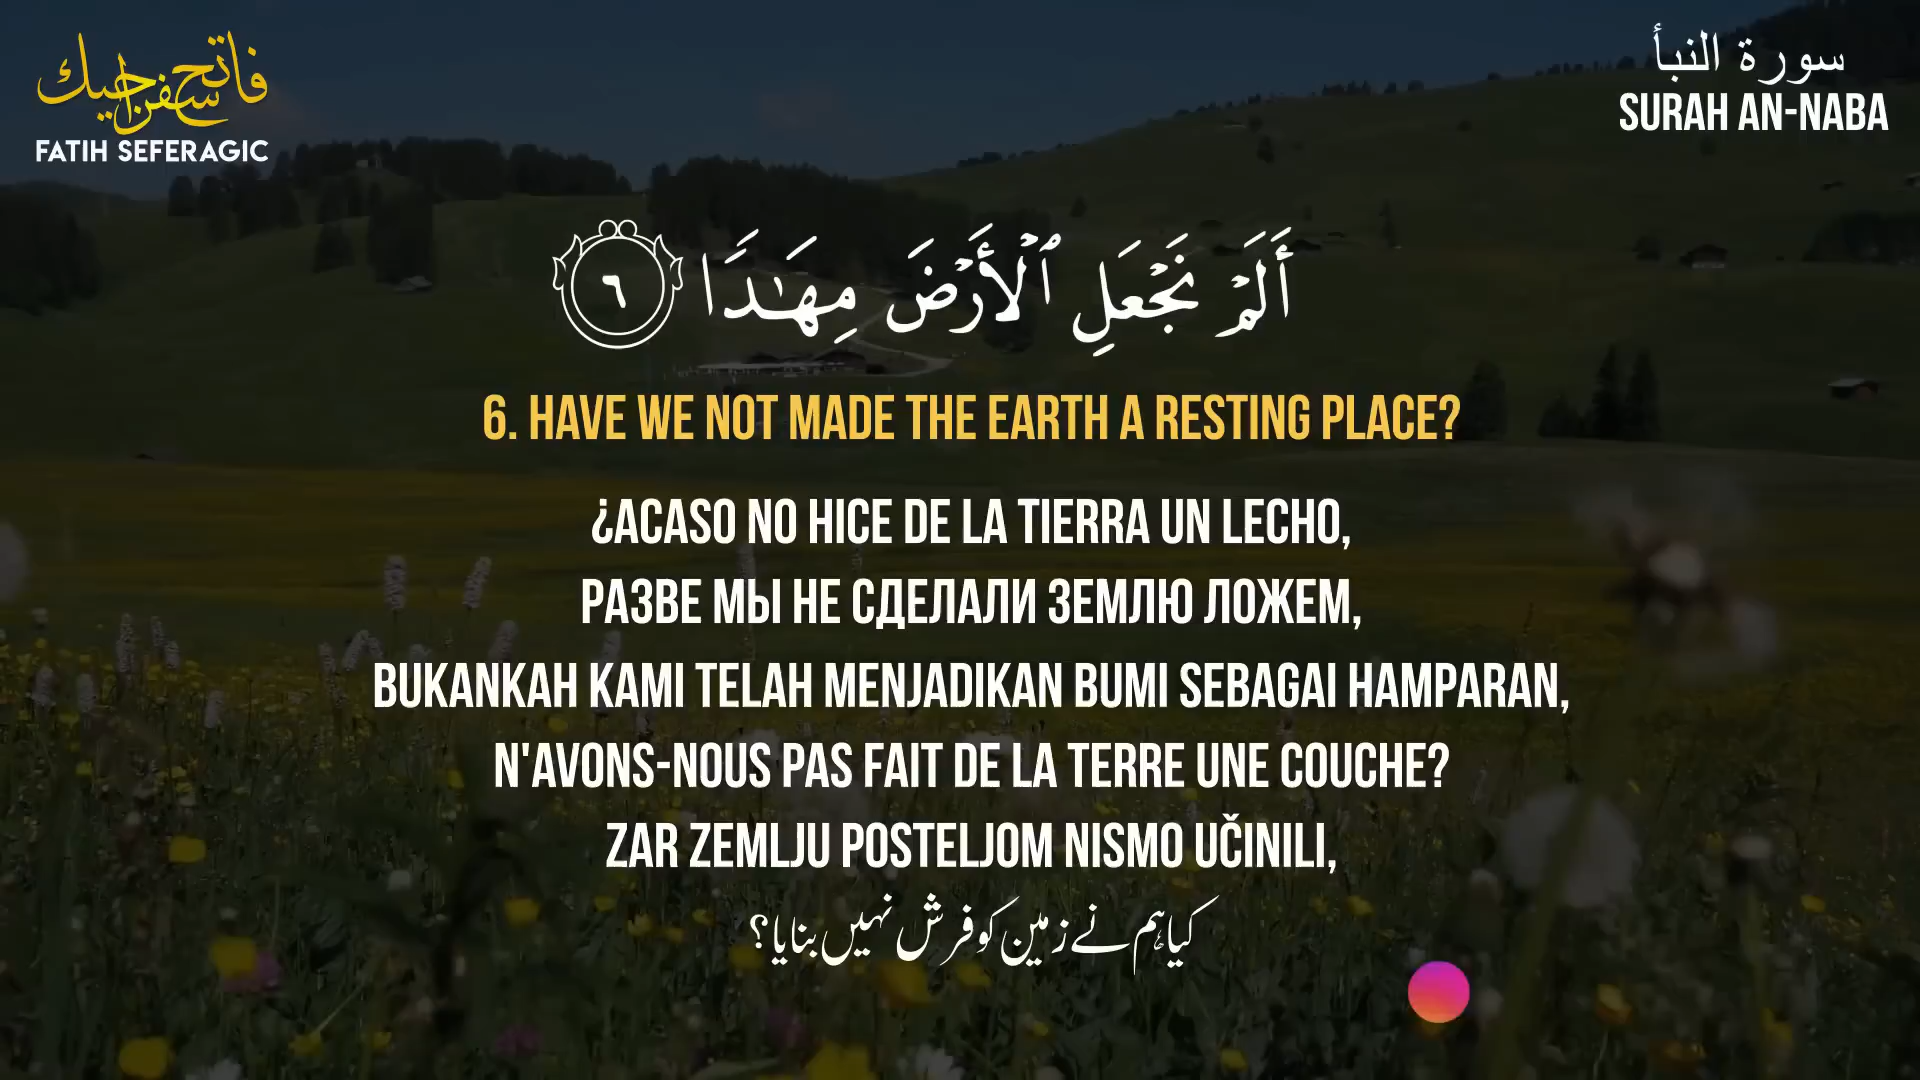 فاتح سفراجيك
FATIH SEFERAGIC
سورة النبأ
SURAH AN-NABA
أَلَمْ نَجْعَلِ ٱلْأَرْضَ مِهَـٰدًا ٦
6. HAVE WE NOT MADE THE EARTH A RESTING PLACE?
¿ACASO NO HICE DE LA TIERRA UN LECHO,
РАЗВЕ МЫ НЕ СДЕЛАЛИ ЗЕМЛЮ ЛОЖЕМ,
BUKANKAH KAMI TELAH MENJADIKAN BUMI SEBAGAI HAMPARAN,
N'AVONS-NOUS PAS FAIT DE LA TERRE UNE COUCHE?
ZAR ZEMLJU POSTELJOM NISMO UČINILI,
کیا ہم نے زمین کو فرش نہیں بنایا؟